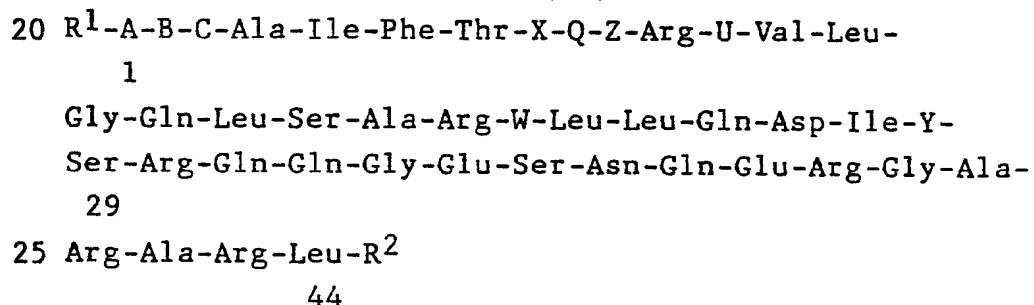 20 R1-A-B-C-Ala-Ile-Phe-Thr-X-Q-Z-Arg-U-Val-Leu-
1
Gly-Gln-Leu-Ser-Ala-Arg-W-Leu-Leu-Gln-Asp-Ile-Y-
Ser-Arg-Gln-Gln-Gly-Glu-Ser-Asn-Gln-Glu-Arg-Gly-Ala-
29
25 Arg-Ala-Arg-Leu-R2
44